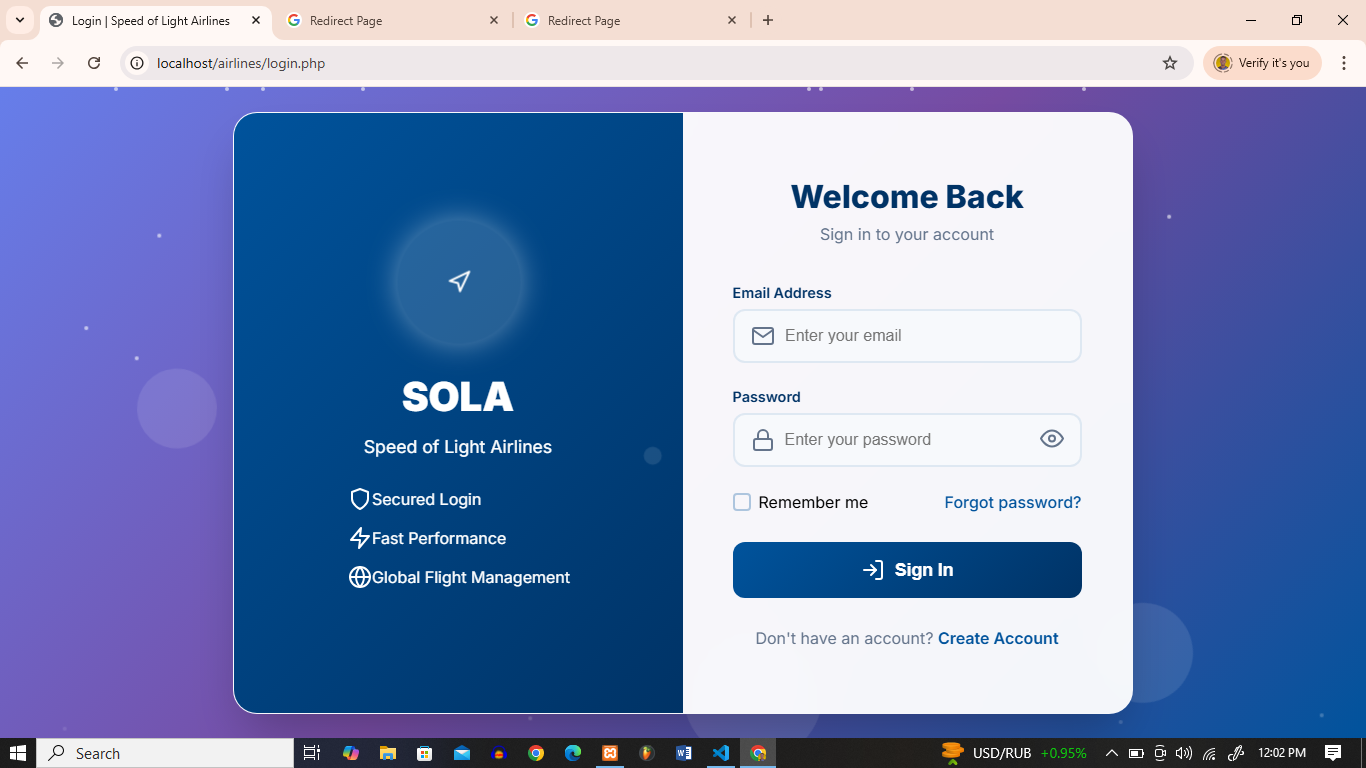 Login | Speed of Light Airlines
Redirect Page
Redirect Page
localhost/airlines/login.php
Verify it's you
SOLA
Speed of Light Airlines
Secured Login
Fast Performance
Global Flight Management
Welcome Back
Sign in to your account
Email Address
Enter your email
Password
Enter your password
Remember me
Forgot password?
Sign In
Don't have an account? Create Account
Search
USD/RUB +0.95%
12:02 PM